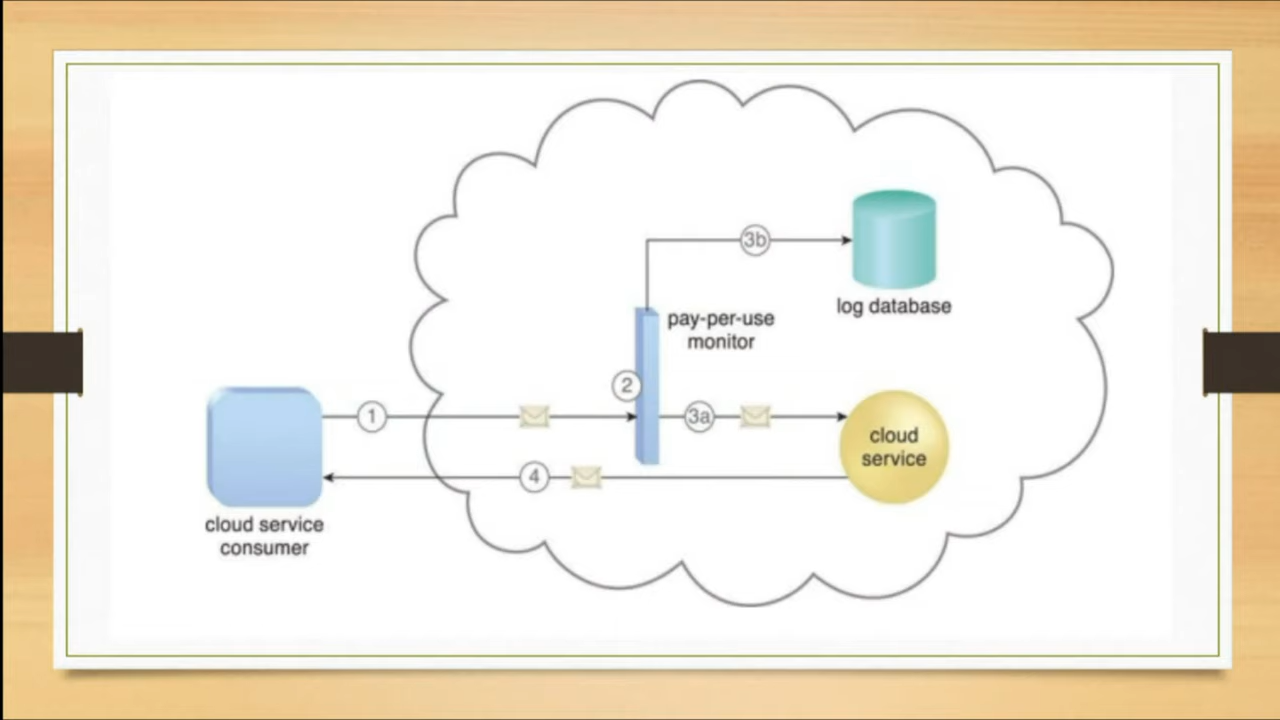 3b
log database
pay-per-use
monitor
2
1
3a
cloud
service
4
cloud service
consumer